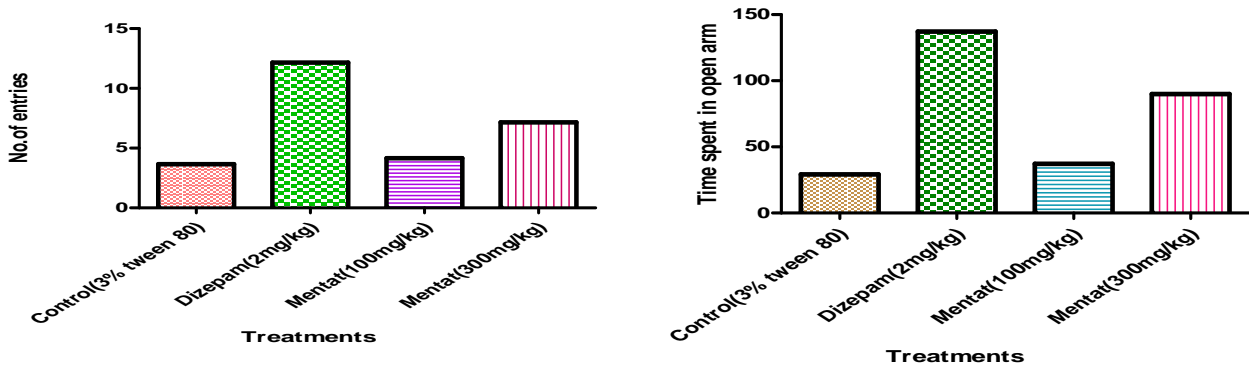 No.of entries
15
10
5
0
Control(3% tween 80)
Dizepam(2mg/kg)
Mentat(100mg/kg)
Mentat(300mg/kg)
Treatments
Time spent in open arm
150
100
50
0
Control(3% tween 80)
Dizepam(2mg/kg)
Mentat(100mg/kg)
Mentat(300mg/kg)
Treatments